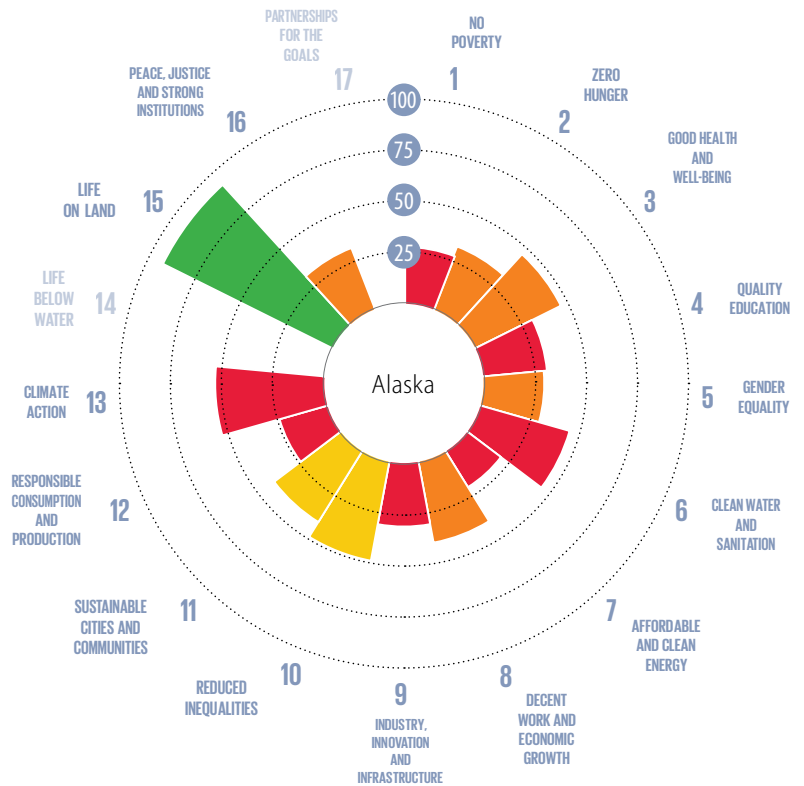 NO
POVERTY
1
ZERO
HUNGER
2
GOOD HEALTH
AND
WELL-BEING
3
QUALITY
EDUCATION
4
GENDER
EQUALITY
5
CLEAN WATER
AND
SANITATION
6
AFFORDABLE
AND CLEAN
ENERGY
7
DECENT
WORK AND
ECONOMIC
GROWTH
8
INDUSTRY,
INNOVATION
AND
INFRASTRUCTURE
9
REDUCED
INEQUALITIES
10
SUSTAINABLE
CITIES AND
COMMUNITIES
11
RESPONSIBLE
CONSUMPTION
AND
PRODUCTION
12
CLIMATE
ACTION
13
LIFE
BELOW
WATER
14
LIFE
ON LAND
15
PEACE, JUSTICE
AND STRONG
INSTITUTIONS
16
PARTNERSHIPS
FOR THE
GOALS
17
100
75
50
25
Alaska